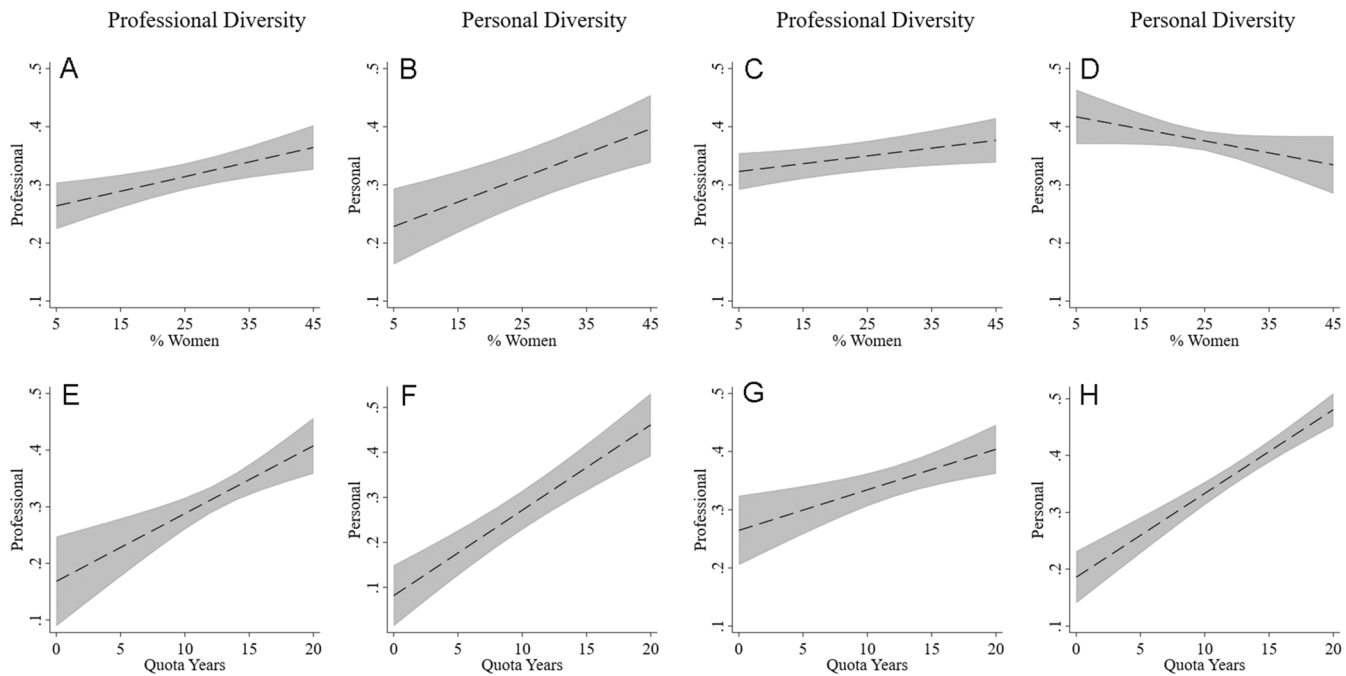 Professional Diversity
Personal Diversity
Professional Diversity
Personal Diversity
A
.5
.4
.3
.2
.1
Professional
5 15 25 35 45
% Women
B
.5
.4
.3
.2
.1
Personal
5 15 25 35 45
% Women
C
.5
.4
.3
.2
.1
Professional
5 15 25 35 45
% Women
D
.5
.4
.3
.2
.1
Personal
5 15 25 35 45
% Women
E
.5
.4
.3
.2
.1
Professional
0 5 10 15 20
Quota Years
F
.5
.4
.3
.2
.1
Personal
0 5 10 15 20
Quota Years
G
.5
.4
.3
.2
.1
Professional
0 5 10 15 20
Quota Years
H
.5
.4
.3
.2
.1
Personal
0 5 10 15 20
Quota Years